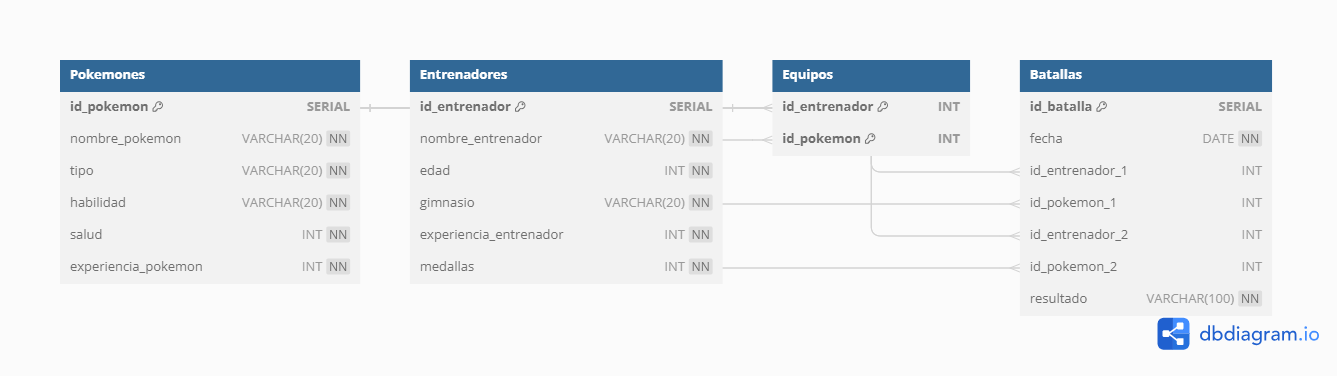 Pokemones
id_pokemon SERIAL
nombre_pokemon VARCHAR(20) NN
tipo VARCHAR(20) NN
habilidad VARCHAR(20) NN
salud INT NN
experiencia_pokemon INT NN
Entrenadores
id_entrenador SERIAL
nombre_entrenador VARCHAR(20) NN
edad INT NN
gimnasio VARCHAR(20) NN
experiencia_entrenador INT NN
medallas INT NN
Equipos
id_entrenador INT
id_pokemon INT
Batallas
id_batalla SERIAL
fecha DATE NN
id_entrenador_1 INT
id_pokemon_1 INT
id_entrenador_2 INT
id_pokemon_2 INT
resultado VARCHAR(100) NN
dbdiagram.io